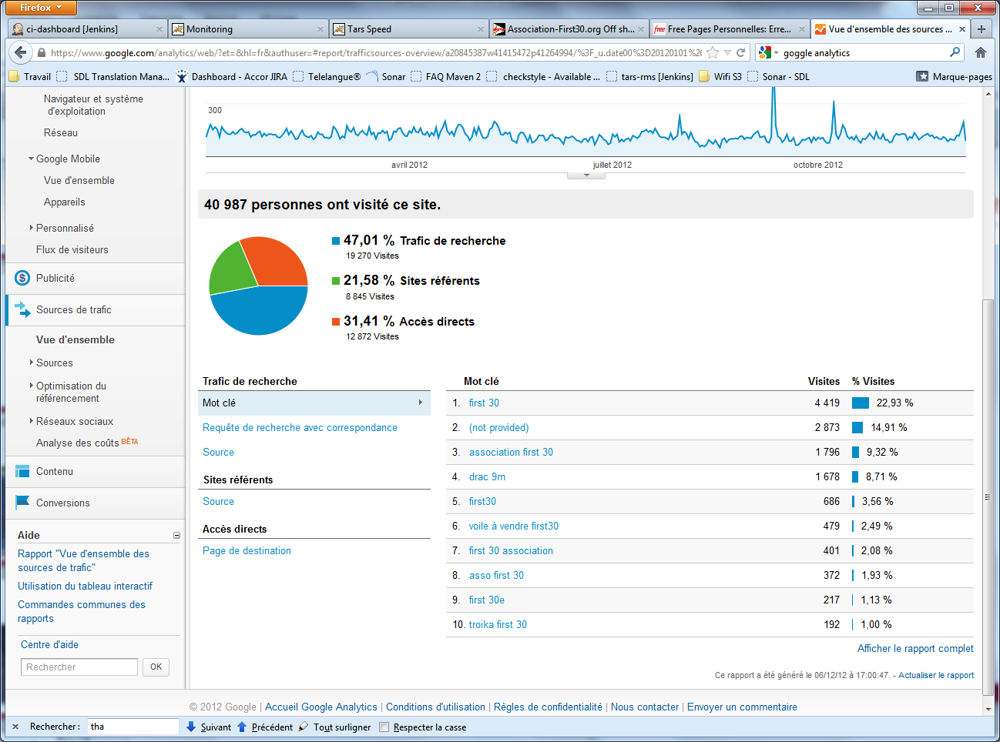 Firefox
ci-dashboard [Jenkins]
Monitoring
Tars Speed
Association-First30.org Off sh...
free Free Pages Personnelles: Erre...
Vue d'ensemble des sources ...
https://www.google.com/analytics/web/?et=&hl=fr&authuser=#report/trafficsources-overview/a20845387w41415472p41264994/%3F_u.date00%3D20120101%2
goggle analytics
Travail
SDL Translation Mana...
Dashboard - Accor JIRA
Telelangue®
Sonar
FAQ Maven 2
checkstyle - Available ...
tars-rms [Jenkins]
Wifi S3
Sonar - SDL
Marque-pages
Navigateur et système
d'exploitation
Réseau
Google Mobile
Vue d'ensemble
Appareils
Personnalisé
Flux de visiteurs
Publicité
Sources de trafic
Vue d'ensemble
Sources
Optimisation du
référencement
Réseaux sociaux
Analyse des coûts BÊTA
Contenu
Conversions
Aide
Rapport "Vue d'ensemble des
sources de trafic"
Utilisation du tableau interactif
Commandes communes des
rapports
Centre d'aide
Rechercher
OK
300
avril 2012
juillet 2012
octobre 2012
40 987 personnes ont visité ce site.
47,01 % Trafic de recherche
19 270 Visites
21,58 % Sites référents
8 845 Visites
31,41 % Accès directs
12 872 Visites
Trafic de recherche
Mot clé
Requête de recherche avec correspondance
Source
Sites référents
Source
Accès directs
Page de destination
Mot clé Visites % Visites
1. first 30 4 419 22,93 %
2. (not provided) 2 873 14,91 %
3. association first 30 1 796 9,32 %
4. drac 9m 1 678 8,71 %
5. first30 686 3,56 %
6. voile à vendre first30 479 2,49 %
7. first 30 association 401 2,08 %
8. asso first 30 372 1,93 %
9. first 30e 217 1,13 %
10. troika first 30 192 1,00 %
Afficher le rapport complet
Ce rapport a été généré le 06/12/12 à 17:00:47. - Actualiser le rapport
© 2012 Google | Accueil Google Analytics | Conditions d'utilisation | Règles de confidentialité | Nous contacter | Envoyer un commentaire
Rechercher : tha Suivant Précédent Tout surligner Respecter la casse